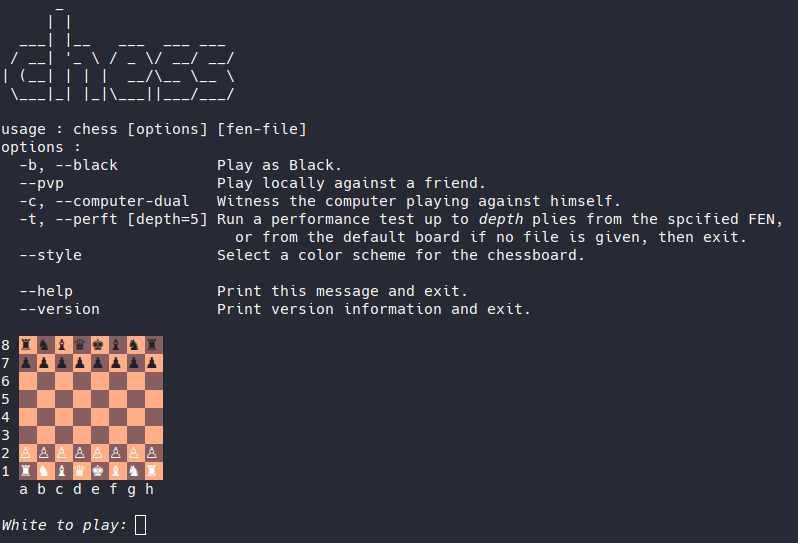 _
     | |
  ___| |__   ___  ___ ___
 / __| '_ \ / _ \/ __/ __/
| (__| | | |  __/\__ \__ \
 \___|_| |_|\___||___/___/

usage : chess [options] [fen-file]
options :
  -b, --black           Play as Black.
  --pvp                 Play locally against a friend.
  -c, --computer-dual   Witness the computer playing against himself.
  -t, --perft [depth=5] Run a performance test up to depth plies from the spcified FEN,
                          or from the default board if no file is given, then exit.
  --style               Select a color scheme for the chessboard.

  --help                Print this message and exit.
  --version             Print version information and exit.

8 ♜♞♝♛♚♝♞♜
7 ♟♟♟♟♟♟♟♟
6
5
4
3
2 ♙♙♙♙♙♙♙♙
1 ♜♞♝♛♚♝♞♜
  a b c d e f g h

White to play: